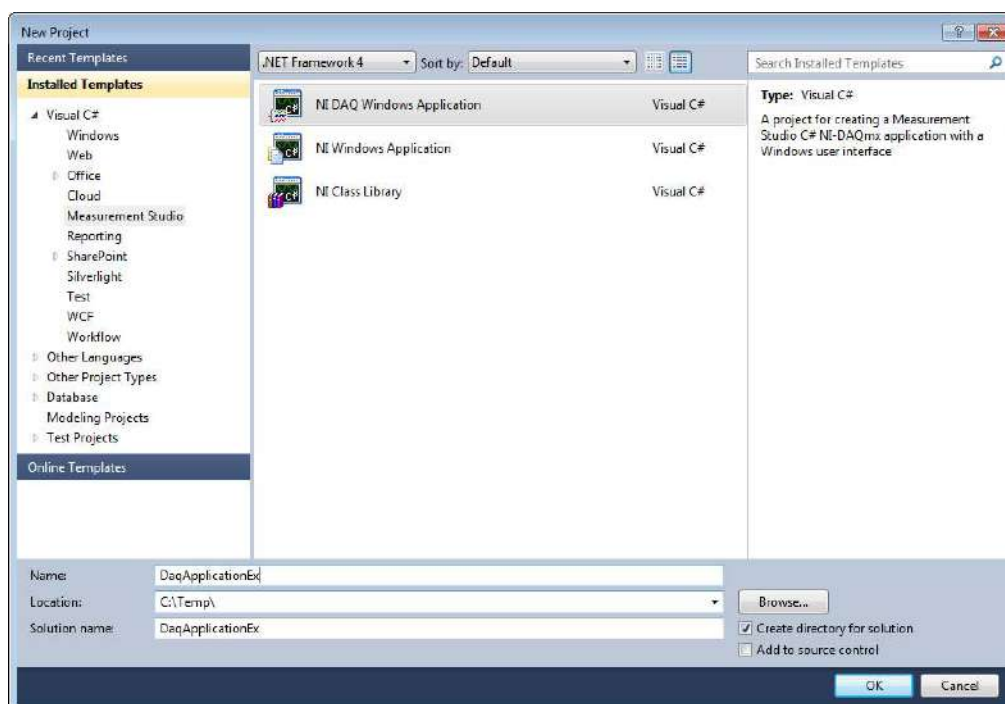 New Project
Recent Templates
Installed Templates
Visual C#
Windows
Web
Office
Cloud
Measurement Studio
Reporting
SharePoint
Silverlight
Test
WCF
Workflow
Other Languages
Other Project Types
Database
Modeling Projects
Test Projects
Online Templates
.NET Framework 4 Sort by: Default
NI DAQ Windows Application Visual C#
NI Windows Application Visual C#
NI Class Library Visual C#
Search Installed Templates
Type: Visual C#
A project for creating a Measurement
Studio C# NI-DAQmx application with a
Windows user interface
Name: DaqApplicationEx
Location: C:\Temp\ Browse...
Solution name: DaqApplicationEx
Create directory for solution
Add to source control
OK Cancel